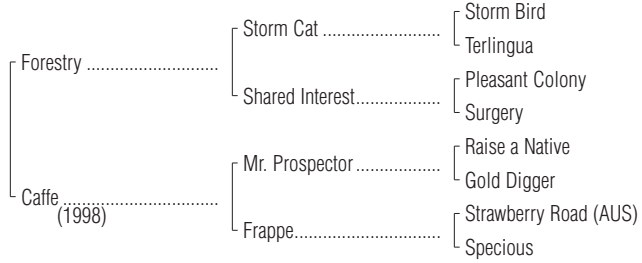 Storm Bird
Storm Cat ..........................
Terlingua
Forestry .............................
Pleasant Colony
Shared Interest...................
Surgery
Raise a Native
Mr. Prospector ...................
Gold Digger
Caffe ..................................
(1998)
Strawberry Road (AUS)
Frappe................................
Specious